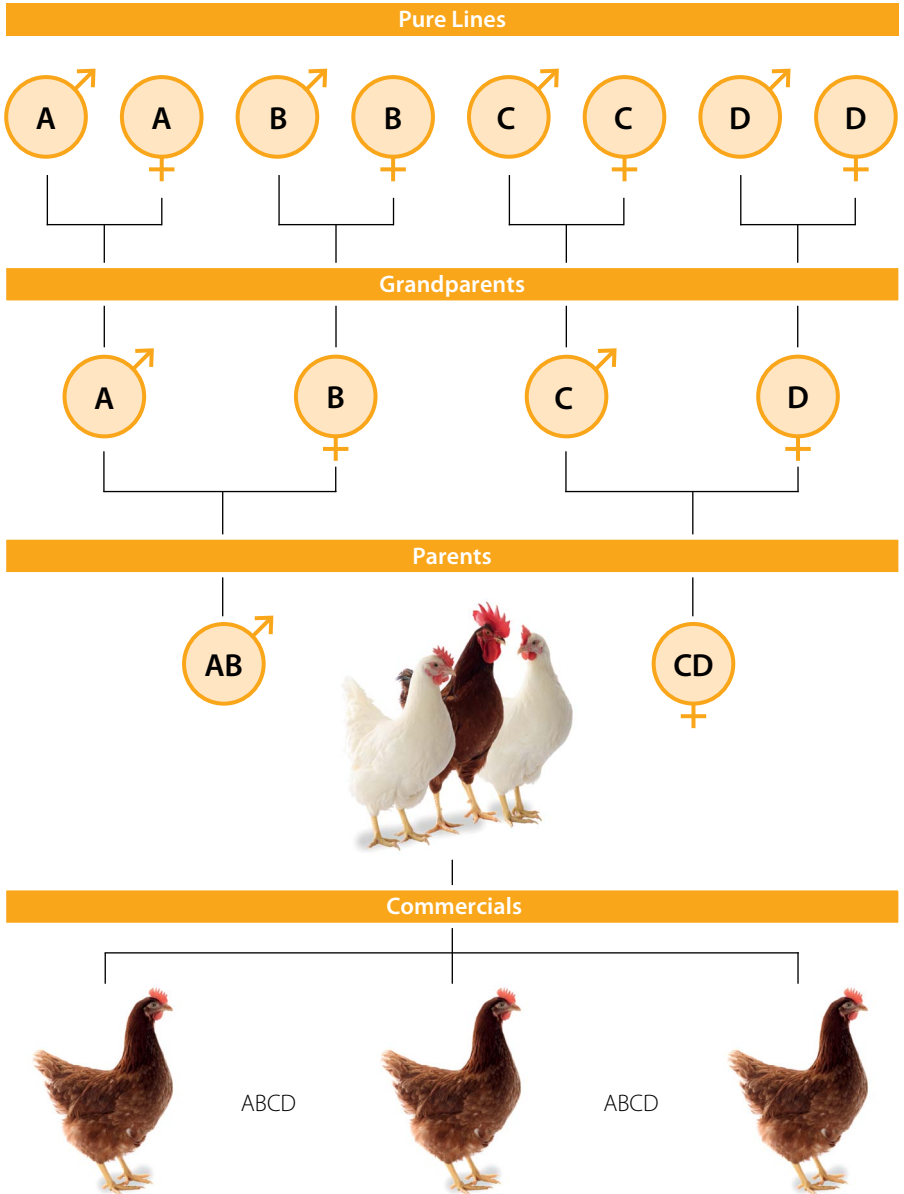 Pure Lines
A A B B C C D D
Grandparents
A B C D
Parents
AB CD
Commercials
ABCD ABCD